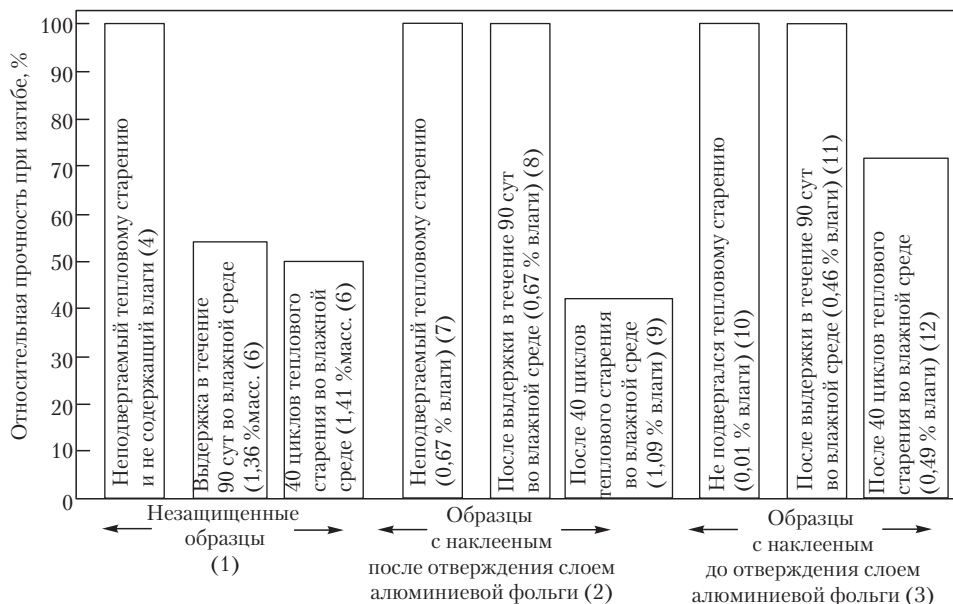 Относительная прочность при изгибе, %
100
90
100
80
70
60
50
40
30
20
10
0
Неподвергаемый тепловому старению
и не содержащий влаги (4)
Выдержка в течение
90 сут во влажной среде
(1,36 %масс. (6)
40 циклов теплового
старения во влажной
среде (1,41 %масс. (6)
Неподвергаемый тепловому старению
(0,67 % влаги) (7)
После выдержки в течение 90 сут
во влажной среде (0,67 % влаги) (8)
После 40 циклов
теплового старения
во влажной среде
(1,09 % влаги) (9)
Не подвергался тепловому старению
(0,01 % влаги) (10)
После выдержки в течение 90 сут
во влажной среде (0,46 % влаги) (11)
После 40 циклов теплового
старения во влажной среде
(0,49 % влаги) (12)
Незащищенные
образцы
(1)
Образцы
с наклееным
после отверждения слоем
алюминиевой фольги (2)
Образцы
с наклееным
до отверждения слоем
алюминиевой фольги (3)